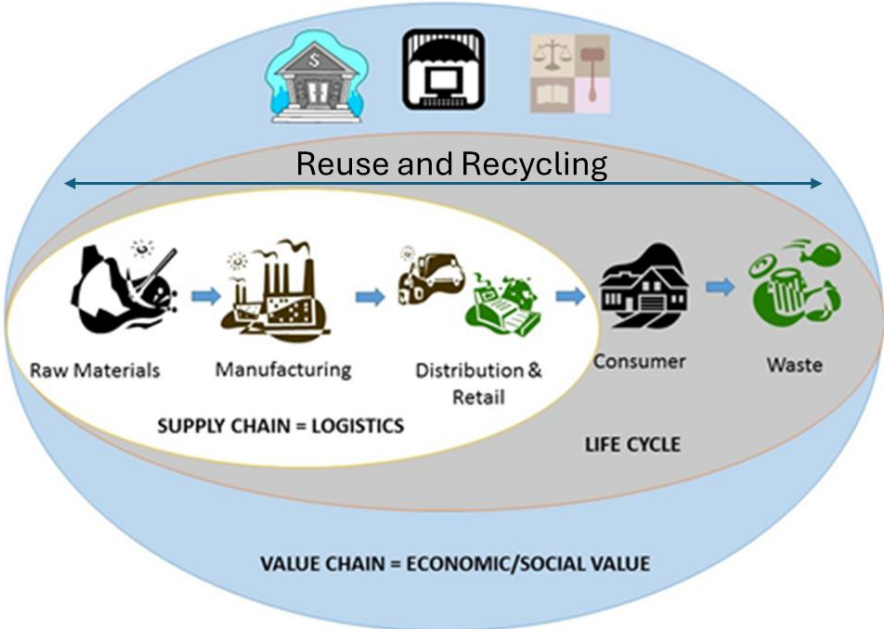 $
Reuse and Recycling
Raw Materials
Manufacturing
Distribution &
Retail
Consumer
Waste
SUPPLY CHAIN = LOGISTICS
LIFE CYCLE
VALUE CHAIN = ECONOMIC/SOCIAL VALUE